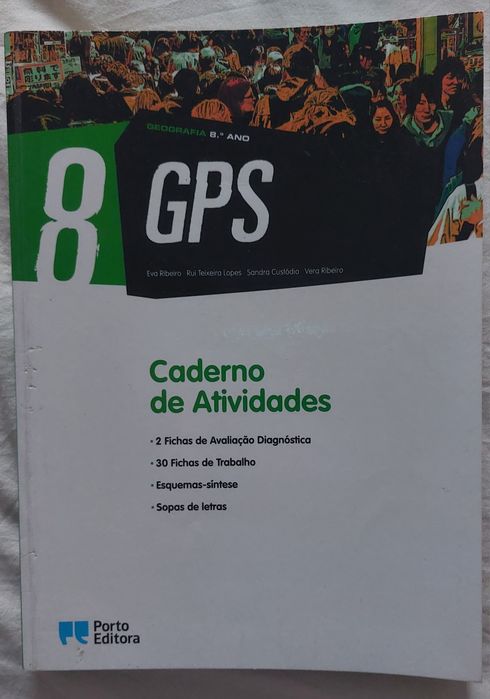 GEOGRAFIA 8.º ANO
8
GPS
Eva Ribeiro Rui Teixeira Lopes Sandra Custódio Vera Ribeiro
Caderno
de Atividades
• 2 Fichas de Avaliação Diagnóstica
• 30 Fichas de Trabalho
• Esquemas-síntese
• Sopas de letras
Porto
Editora